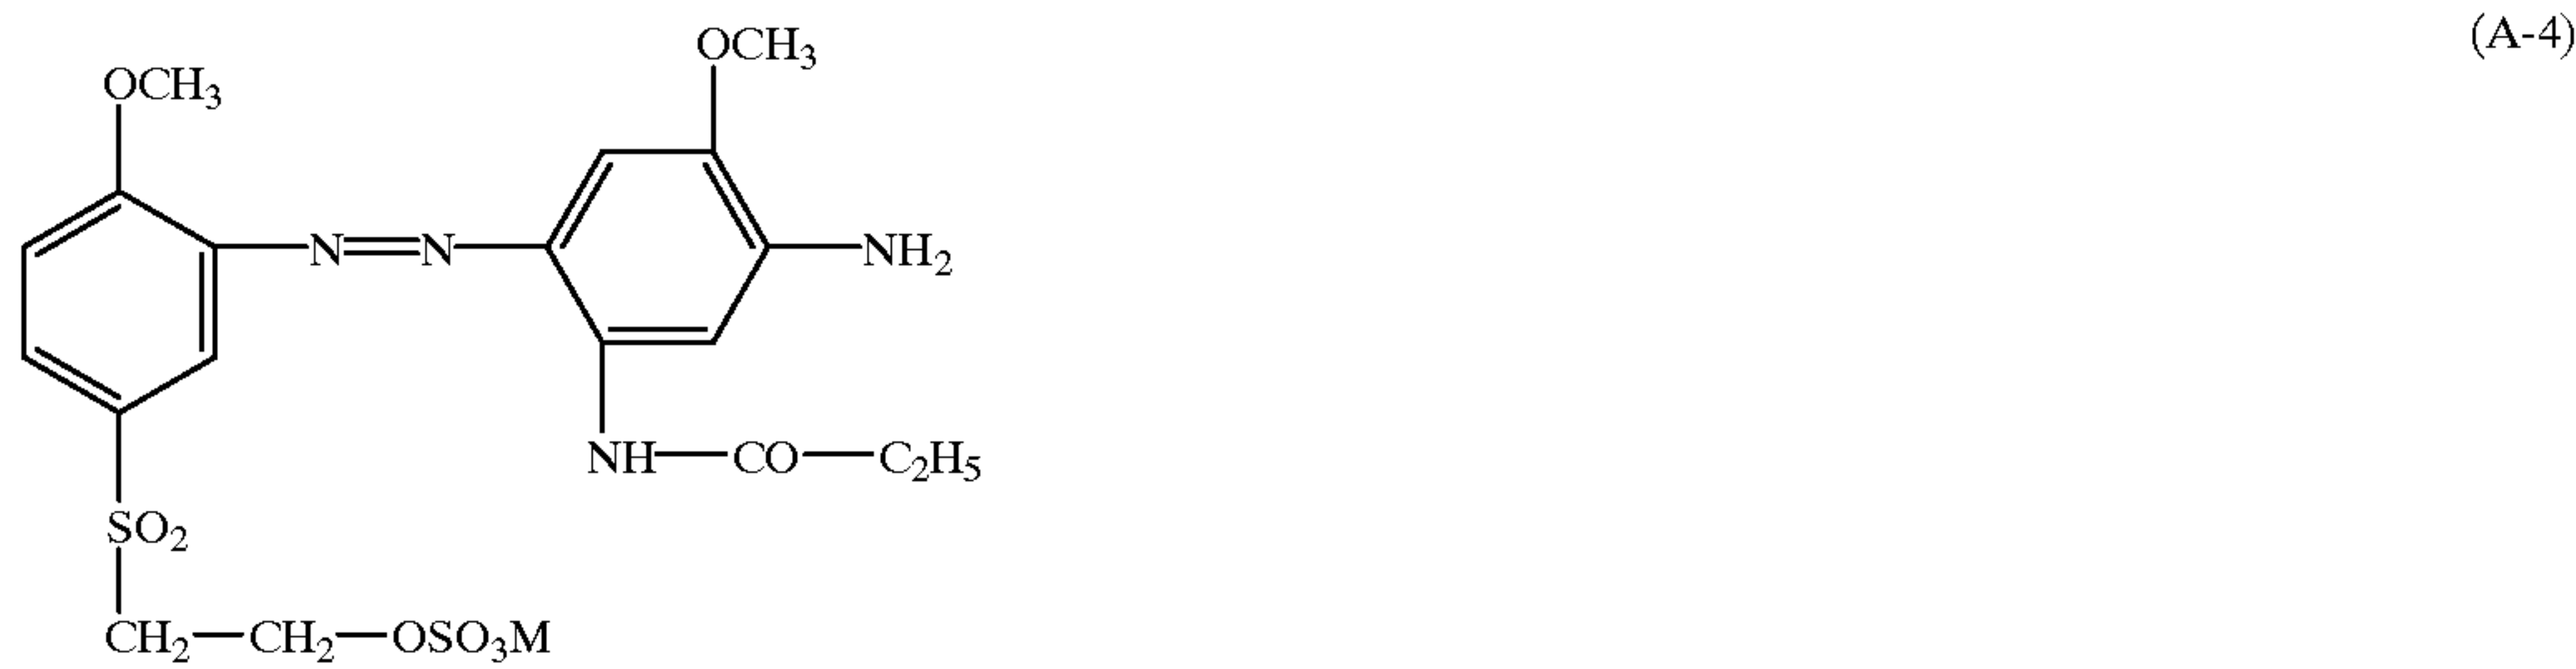 OCH3 (A-4)
OCH3
N N NH2
NH CO C2H5
SO2
CH2 CH2 OSO3M